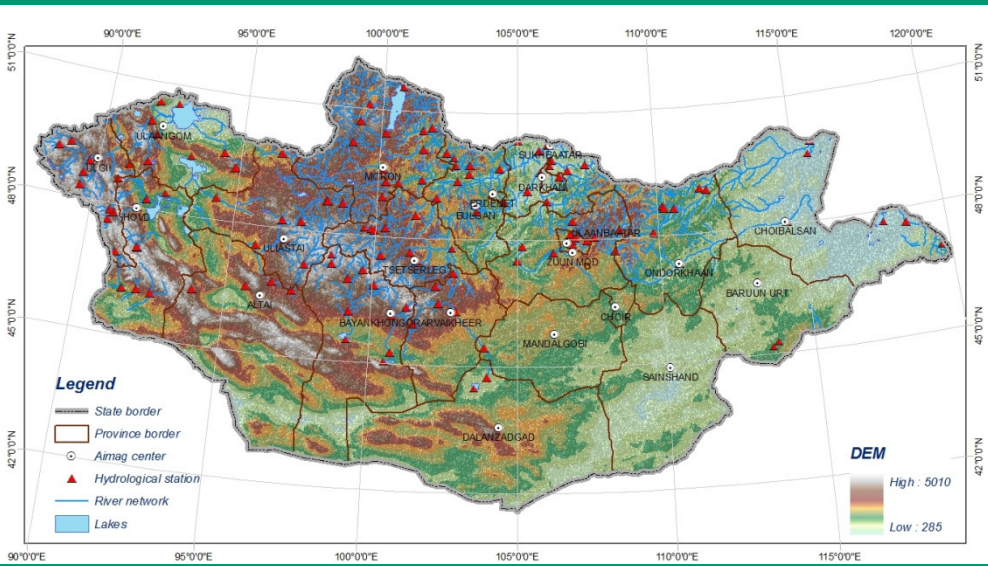 90°0'0"E 95°0'0"E 100°0'0"E 105°0'0"E 110°0'0"E 115°0'0"E 120°0'0"E
51°0'0"N
51°0'0"N
ULAANGOM
SUKHBAATAR
ULGII
MURON
DARKHAN
48°0'0"N
48°0'0"N
ERDENET
HOVD
BULGAN
CHOIBALSAN
ULAANBAATAR
ULIASTAI
ZUUN MOD
TSETSERLEG
ONDORKHAAN
BARUUN URT
ALTAI
CHOIR
45°0'0"N
45°0'0"N
BAYANKHONGOR
ARVAIKHEER
MANDALGOBI
SAINSHAND
DALANZADGAD
42°0'0"N
42°0'0"N
Legend
State border
Province border
Aimag center
Hydrological station
River network
Lakes
DEM
High : 5010
Low : 285
90°0'0"E 95°0'0"E 100°0'0"E 105°0'0"E 110°0'0"E 115°0'0"E